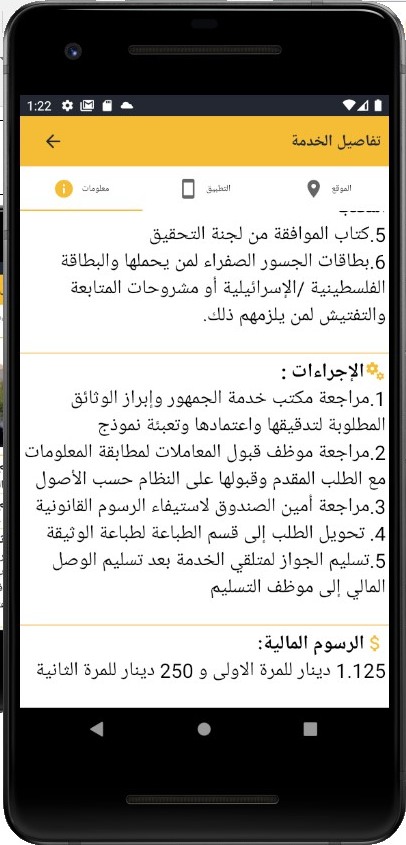 1:22
تفاصيل الخدمة
الموقع
التطبيق
معلومات
5.كتاب الموافقة من لجنة التحقيق
6.بطاقات الجسور الصفراء لمن يحملها والبطاقة
الفلسطينية /الإسرائيلية أو مشروحات المتابعة
والتفتيش لمن يلزمهم ذلك.
الإجراءات :
1.مراجعة مكتب خدمة الجمهور وإبراز الوثائق
المطلوبة لتدقيقها واعتمادها وتعبئة نموذج
2.مراجعة موظف قبول المعاملات لمطابقة المعلومات
مع الطلب المقدم وقبولها على النظام حسب الأصول
3.مراجعة أمين الصندوق لاستيفاء الرسوم القانونية
4. تحويل الطلب إلى قسم الطباعة لطباعة الوثيقة
5.تسليم الجواز لمتلقي الخدمة بعد تسليم الوصل
المالي إلى موظف التسليم
الرسوم المالية:
1.125 دينار للمرة الاولى و 250 دينار للمرة الثانية